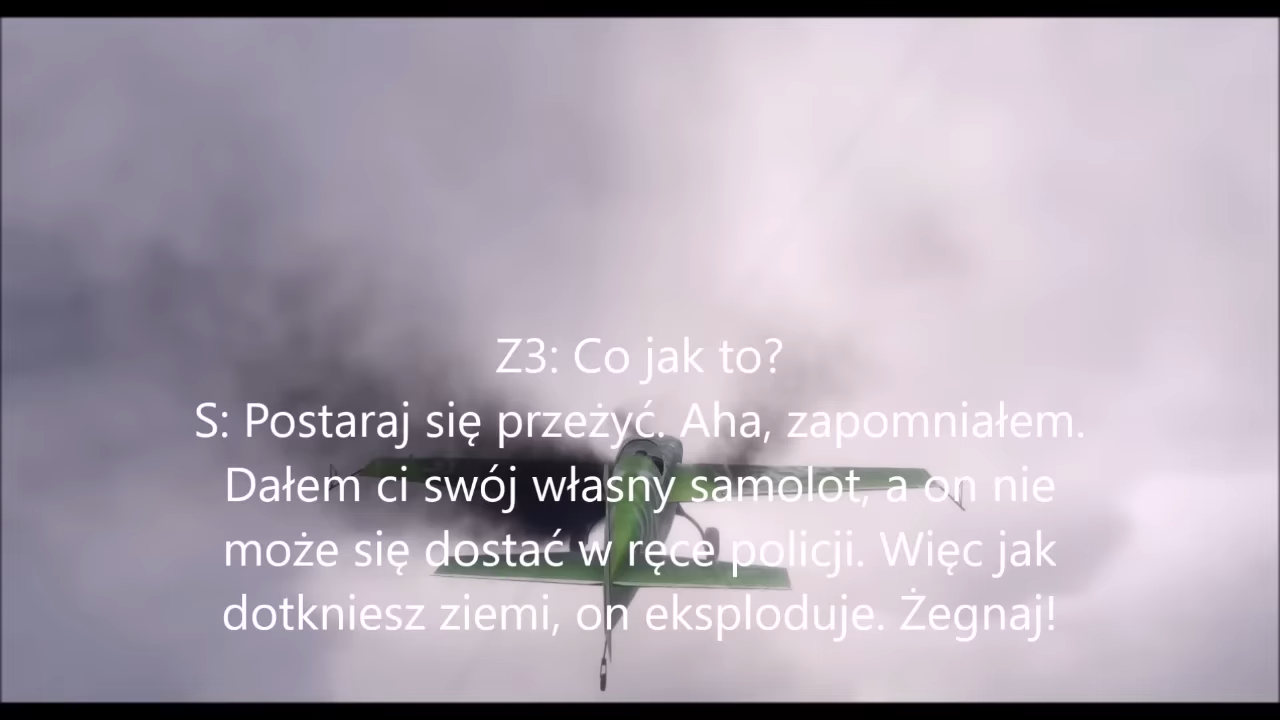 Z3: Co jak to?
S: Postaraj się przeżyć. Aha, zapomniałem.
Dałem ci swój własny samolot, a on nie
może się dostać w ręce policji. Więc jak
dotkniesz ziemi, on eksploduje. Żegnaj!